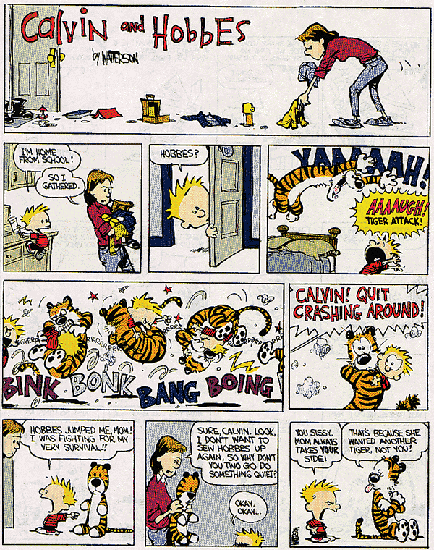 CALVIN and HOBBES
by WATTERSON
I'M HOME
FROM SCHOOL!
SO I
GATHERED.
HOBBES?
YAAAAAH!
AAAAUGH!
TIGER ATTACK!
BINK BONK BANG BOING
CALVIN! QUIT
CRASHING AROUND!
HOBBES JUMPED ME, MOM!
I WAS FIGHTING FOR MY
VERY SURVIVAL!
SURE, CALVIN. LOOK,
I DON'T WANT TO
SEW HOBBES UP
AGAIN. SO WHY DON'T
YOU TWO GO DO
SOMETHING QUIET?
OKAY,
OKAY...
YOU SISSY.
MOM ALWAYS
TAKES YOUR
SIDE!
THAT'S BECAUSE SHE
WANTED ANOTHER
TIGER, NOT YOU!